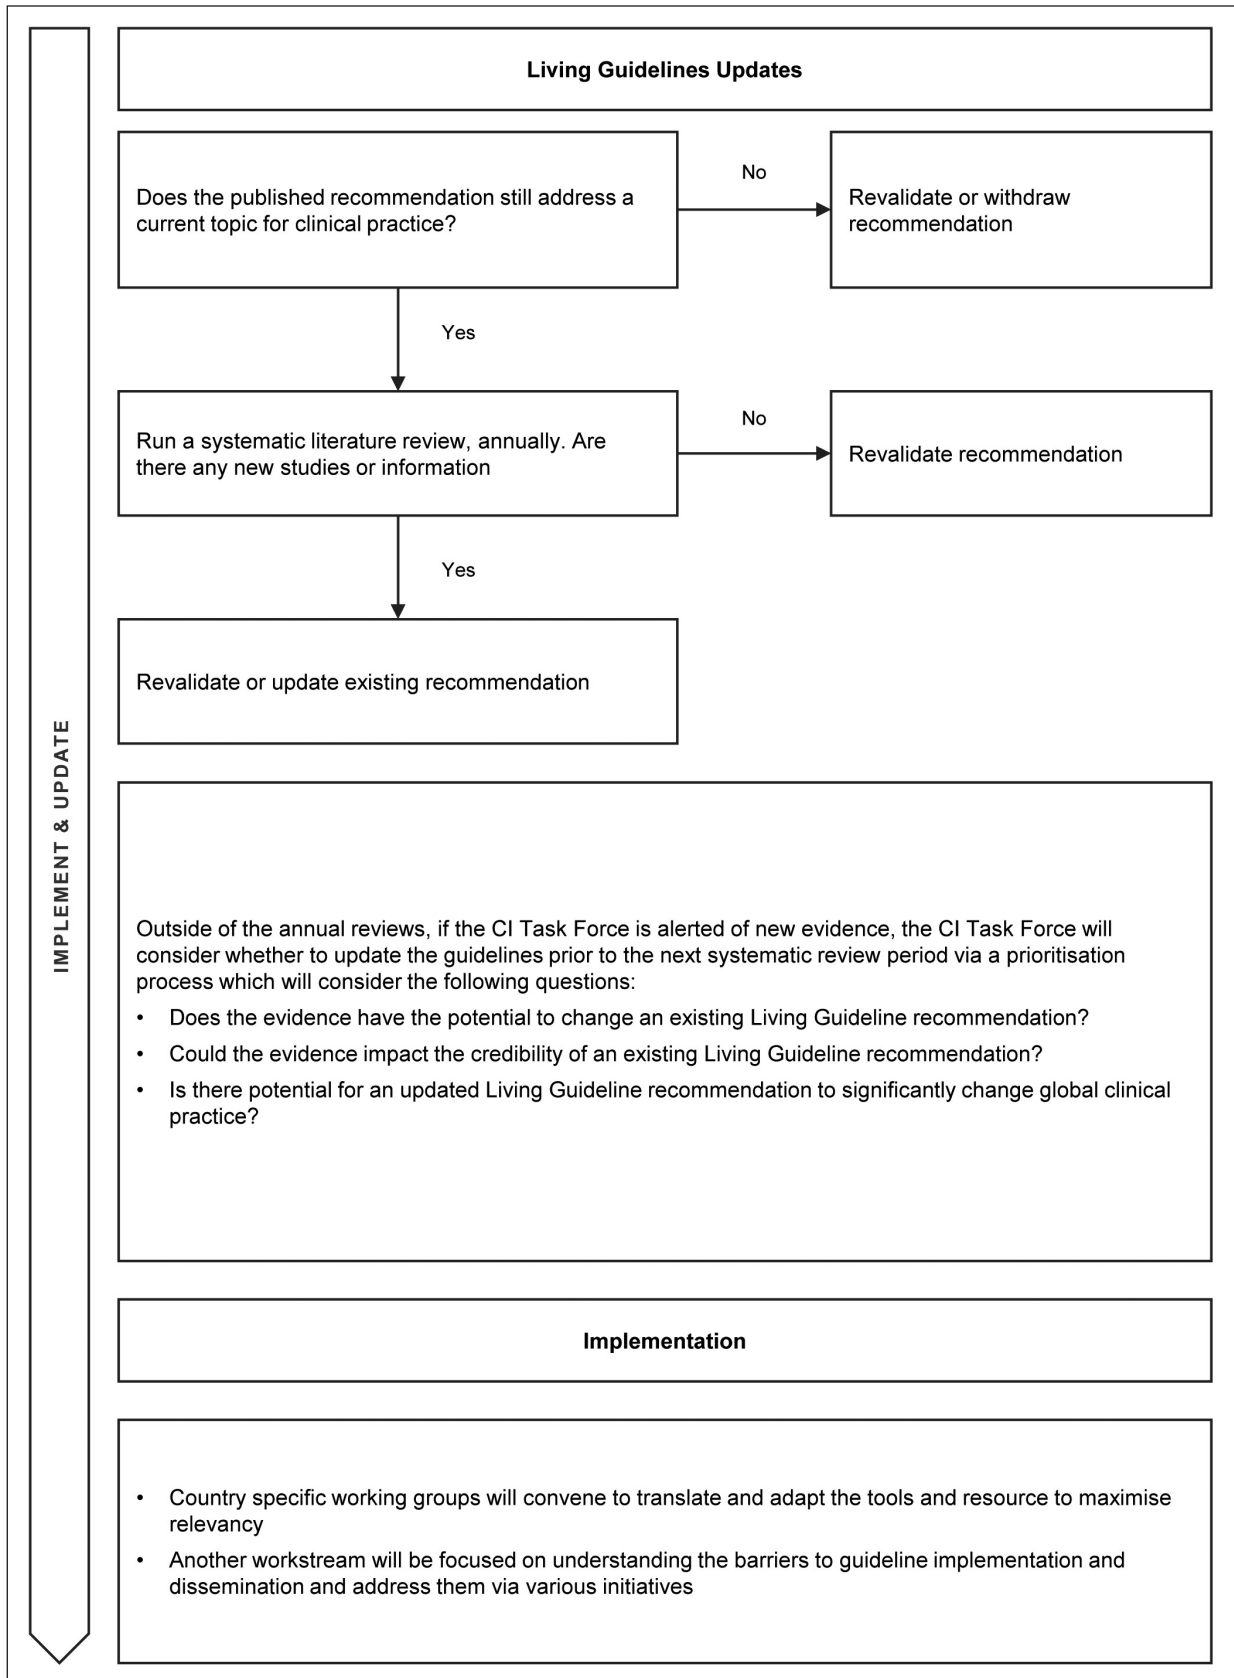 Living Guidelines Updates
Does the published recommendation still address a
current topic for clinical practice?
No
Revalidate or withdraw
recommendation
Yes
Run a systematic literature review, annually. Are
there any new studies or information
No
Revalidate recommendation
Yes
Revalidate or update existing recommendation
IMPLEMENT & UPDATE
Outside of the annual reviews, if the CI Task Force is alerted of new evidence, the CI Task Force will
consider whether to update the guidelines prior to the next systematic review period via a prioritisation
process which will consider the following questions:
• Does the evidence have the potential to change an existing Living Guideline recommendation?
• Could the evidence impact the credibility of an existing Living Guideline recommendation?
• Is there potential for an updated Living Guideline recommendation to significantly change global clinical
practice?
Implementation
• Country specific working groups will convene to translate and adapt the tools and resource to maximise
relevancy
• Another workstream will be focused on understanding the barriers to guideline implementation and
dissemination and address them via various initiatives